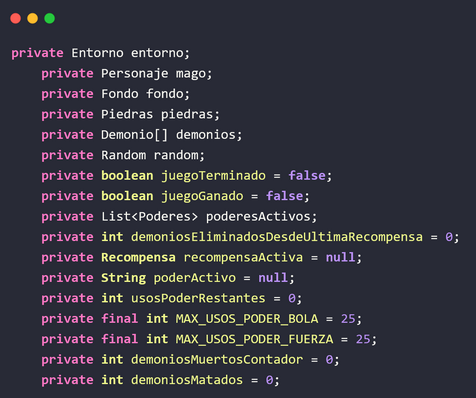 private Entorno entorno;
private Personaje mago;
private Fondo fondo;
private Piedras piedras;
private Demonio[] demonios;
private Random random;
private boolean juegoTerminado = false;
private boolean juegoGanado = false;
private List<Poderes> poderesActivos;
private int demoniosEliminadosDesdeUltimaRecompensa = 0;
private Recompensa recompensaActiva = null;
private String poderActivo = null;
private int usosPoderRestantes = 0;
private final int MAX_USOS_PODER_BOLA = 25;
private final int MAX_USOS_PODER_FUERZA = 25;
private int demoniosMuertosContador = 0;
private int demoniosMatados = 0;